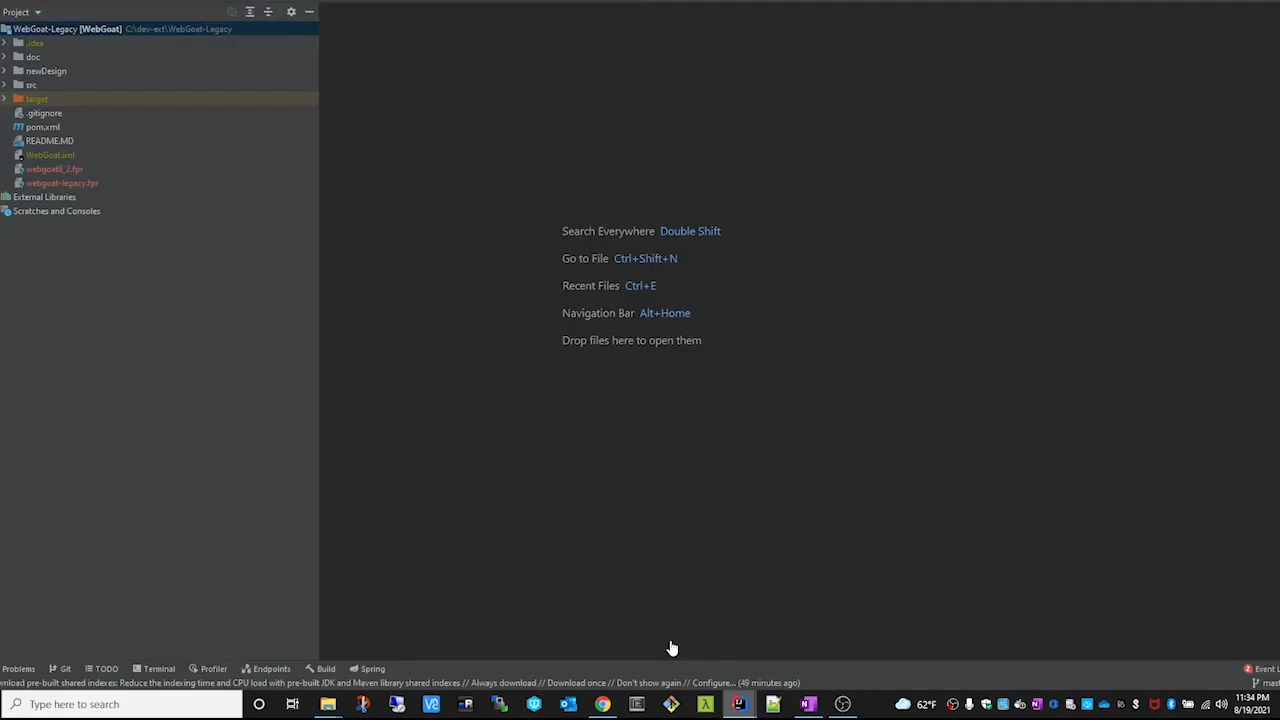 Project
WebGoat-Legacy [WebGoat] C:\dev-ext\WebGoat-Legacy
.idea
doc
newDesign
src
target
.gitignore
pom.xml
README.MD
WebGoat.iml
webgoat8_2.fpr
webgoat-legacy.fpr
External Libraries
Scratches and Consoles
Search Everywhere Double Shift
Go to File Ctrl+Shift+N
Recent Files Ctrl+E
Navigation Bar Alt+Home
Drop files here to open them
Problems Git TODO Terminal Profiler Endpoints Build Spring 2 Event L
wnload pre-built shared indexes: Reduce the indexing time and CPU load with pre-built JDK and Maven library shared indexes // Always download // Download once // Don't show again // Configure... (49 minutes ago) mast
Type here to search 62°F 11:34 PM
8/19/2021